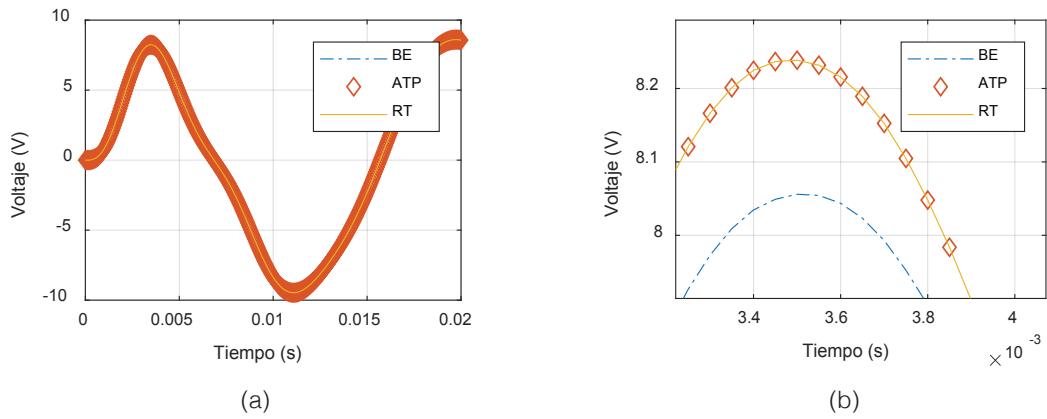 10
5
0
-5
-10
Voltaje (V)
0
0.005
0.01
0.015
0.02
Tiempo (s)
BE
ATP
RT
(a)
8.2
8.1
8
Voltaje (V)
3.4
3.6
3.8
4
Tiempo (s)
× 10 -3
BE
ATP
RT
(b)